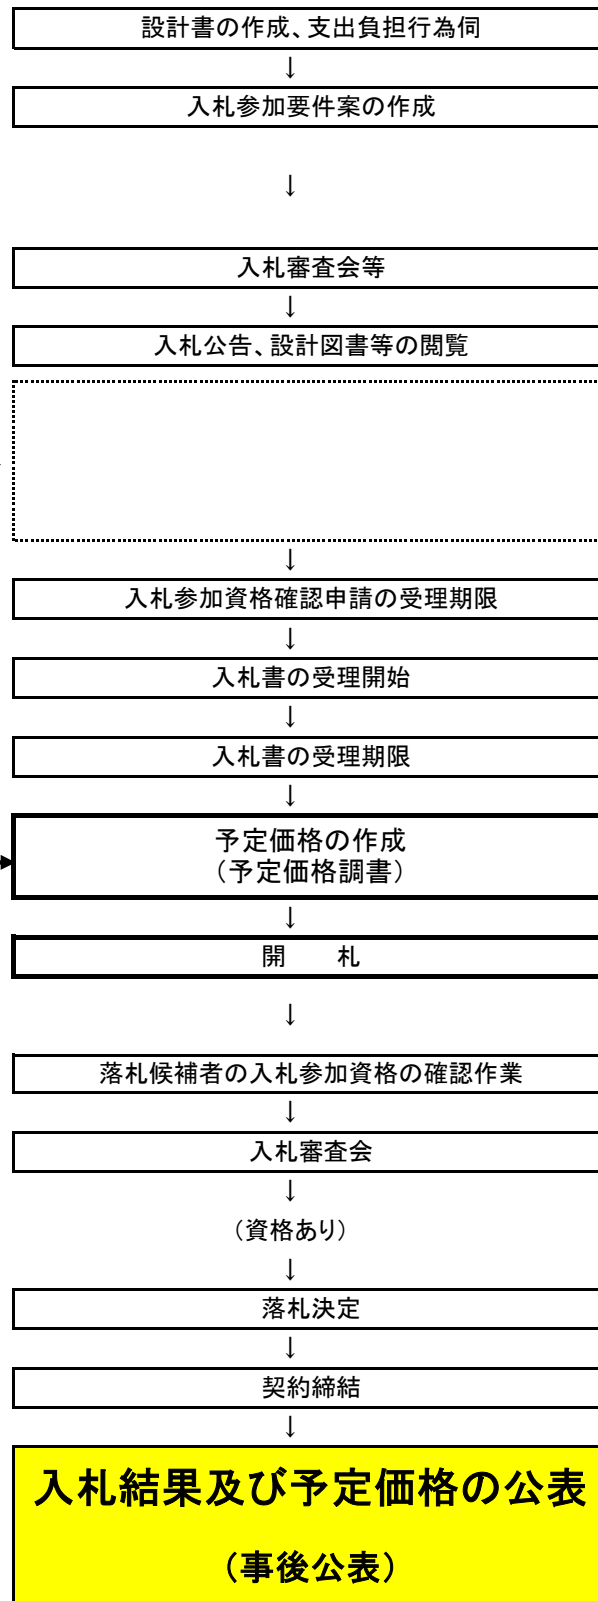 設計書の作成、支出負担行為伺
↓
入札参加要件案の作成
↓
入札審査会等
↓
入札公告、設計図書等の閲覧
↓
入札参加資格確認申請の受理期限
↓
入札書の受理開始
↓
入札書の受理期限
↓
予定価格の作成
（予定価格調書）
↓
開　　札
↓
落札候補者の入札参加資格の確認作業
↓
入札審査会
↓
（資格あり）
↓
落札決定
↓
契約締結
↓
入札結果及び予定価格の公表
（事後公表）